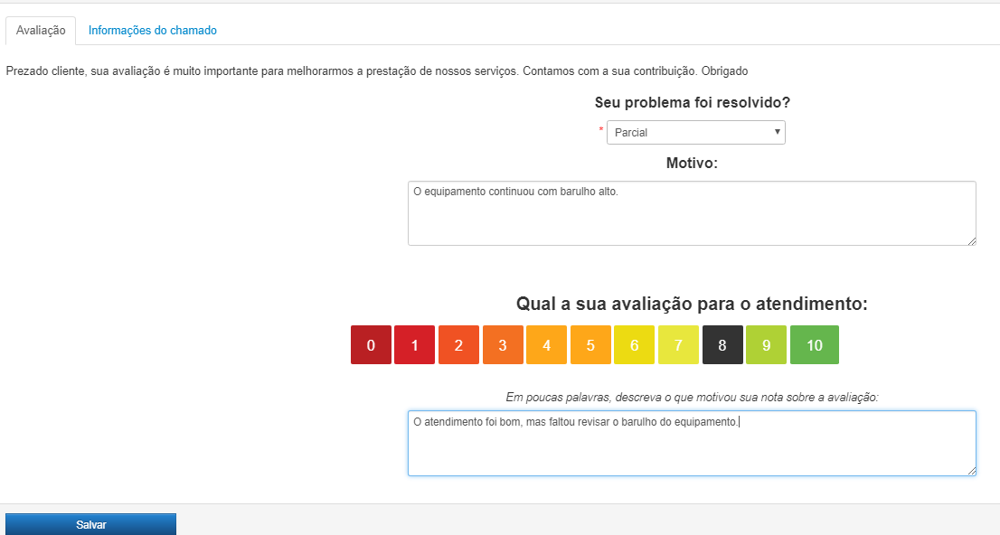 Avaliação Informações do chamado
Prezado cliente, sua avaliação é muito importante para melhorarmos a prestação de nossos serviços. Contamos com a sua contribuição. Obrigado
Seu problema foi resolvido?
* Parcial
Motivo:
O equipamento continuou com barulho alto.
Qual a sua avaliação para o atendimento:
0 1 2 3 4 5 6 7 8 9 10
Em poucas palavras, descreva o que motivou sua nota sobre a avaliação:
O atendimento foi bom, mas faltou revisar o barulho do equipamento.
Salvar